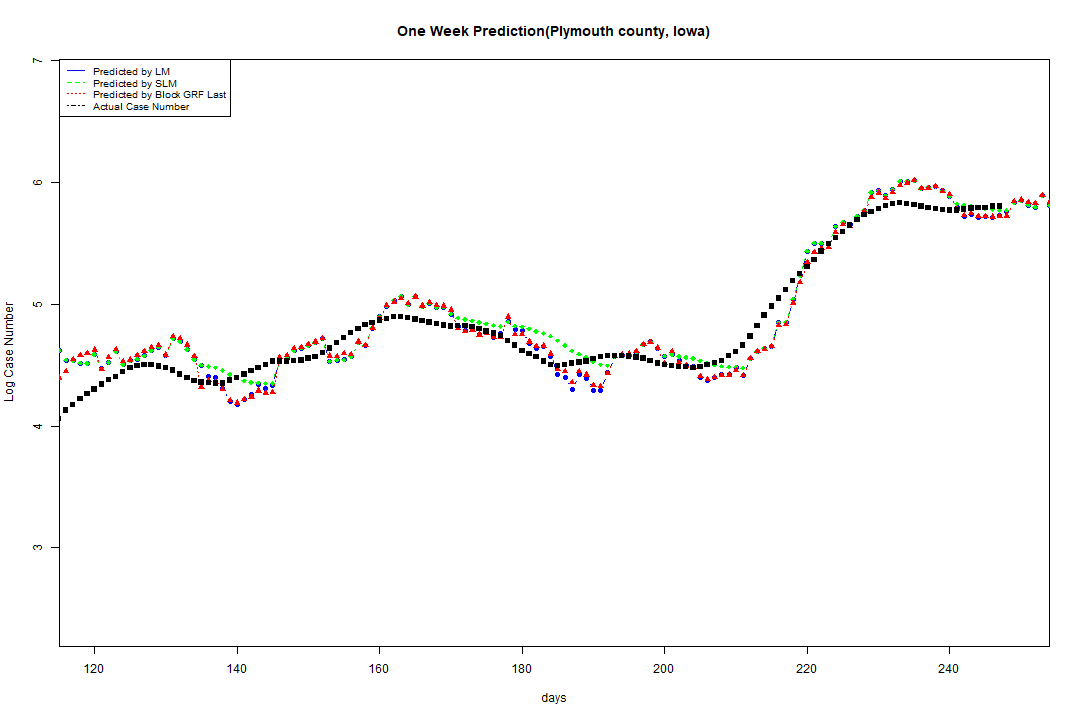 One Week Prediction(Plymouth county, Iowa)
Predicted by LM
Predicted by SLM
Predicted by Block GRF Last
Actual Case Number
Log Case Number
7
6
5
4
3
120 140 160 180 200 220 240
days